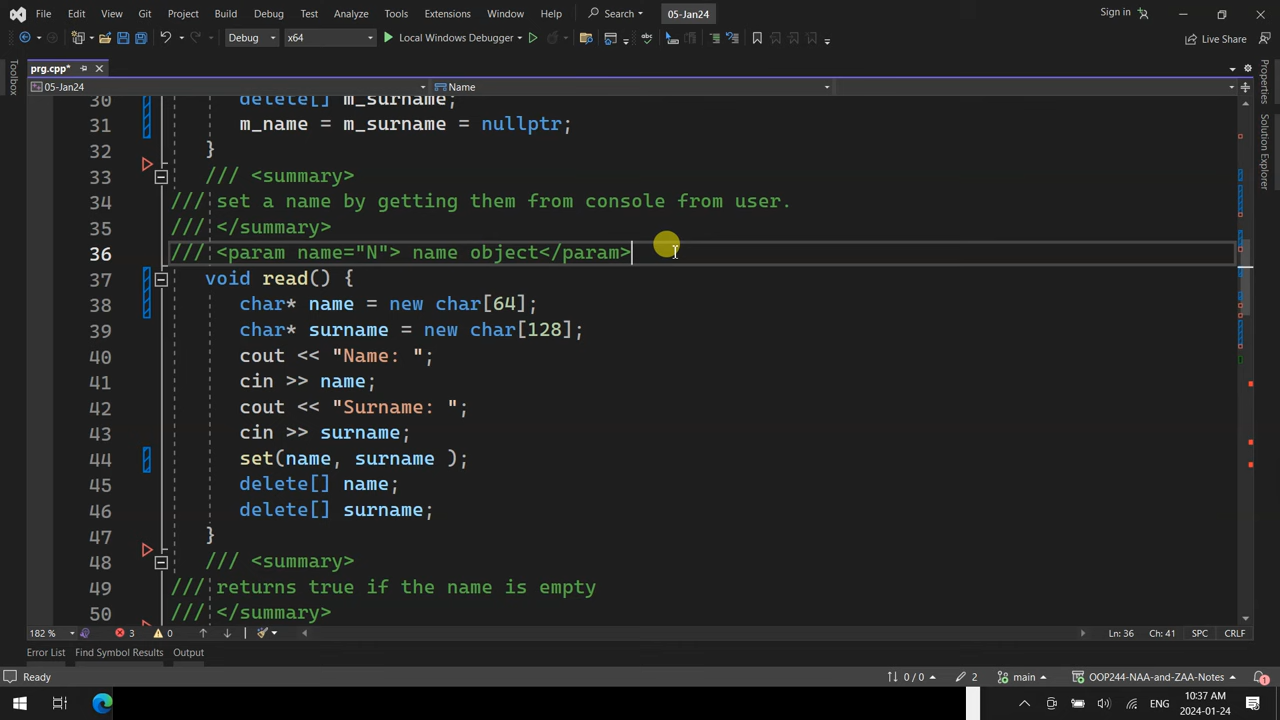 File Edit View Git Project Build Debug Test Analyze Tools Extensions Window Help Search 05-Jan24 Sign in
Debug x64 Local Windows Debugger Live Share
prg.cpp*
05-Jan24 Name
Toolbox
Properties
Solution Explorer
30 delete[] m_surname;
31 m_name = m_surname = nullptr;
32 }
33 /// <summary>
34 /// set a name by getting them from console from user.
35 /// </summary>
36 /// <param name="N"> name object</param>
37 void read() {
38 char* name = new char[64];
39 char* surname = new char[128];
40 cout << "Name: ";
41 cin >> name;
42 cout << "Surname: ";
43 cin >> surname;
44 set(name, surname );
45 delete[] name;
46 delete[] surname;
47 }
48 /// <summary>
49 /// returns true if the name is empty
50 /// </summary>
182 % 3 0 Ln: 36 Ch: 41 SPC CRLF
Error List Find Symbol Results Output
Ready 0 / 0 2 main OOP244-NAA-and-ZAA-Notes 1
ENG 10:37 AM
2024-01-24